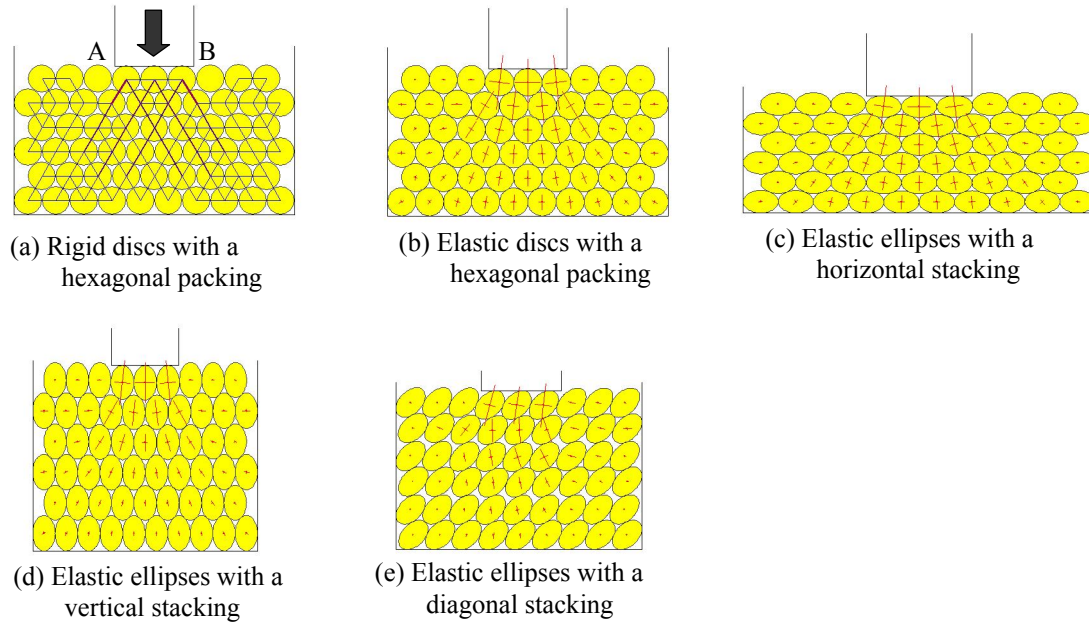 A B
(a) Rigid discs with a
hexagonal packing
(b) Elastic discs with a
hexagonal packing
(c) Elastic ellipses with a
horizontal stacking
(d) Elastic ellipses with a
vertical stacking
(e) Elastic ellipses with a
diagonal stacking